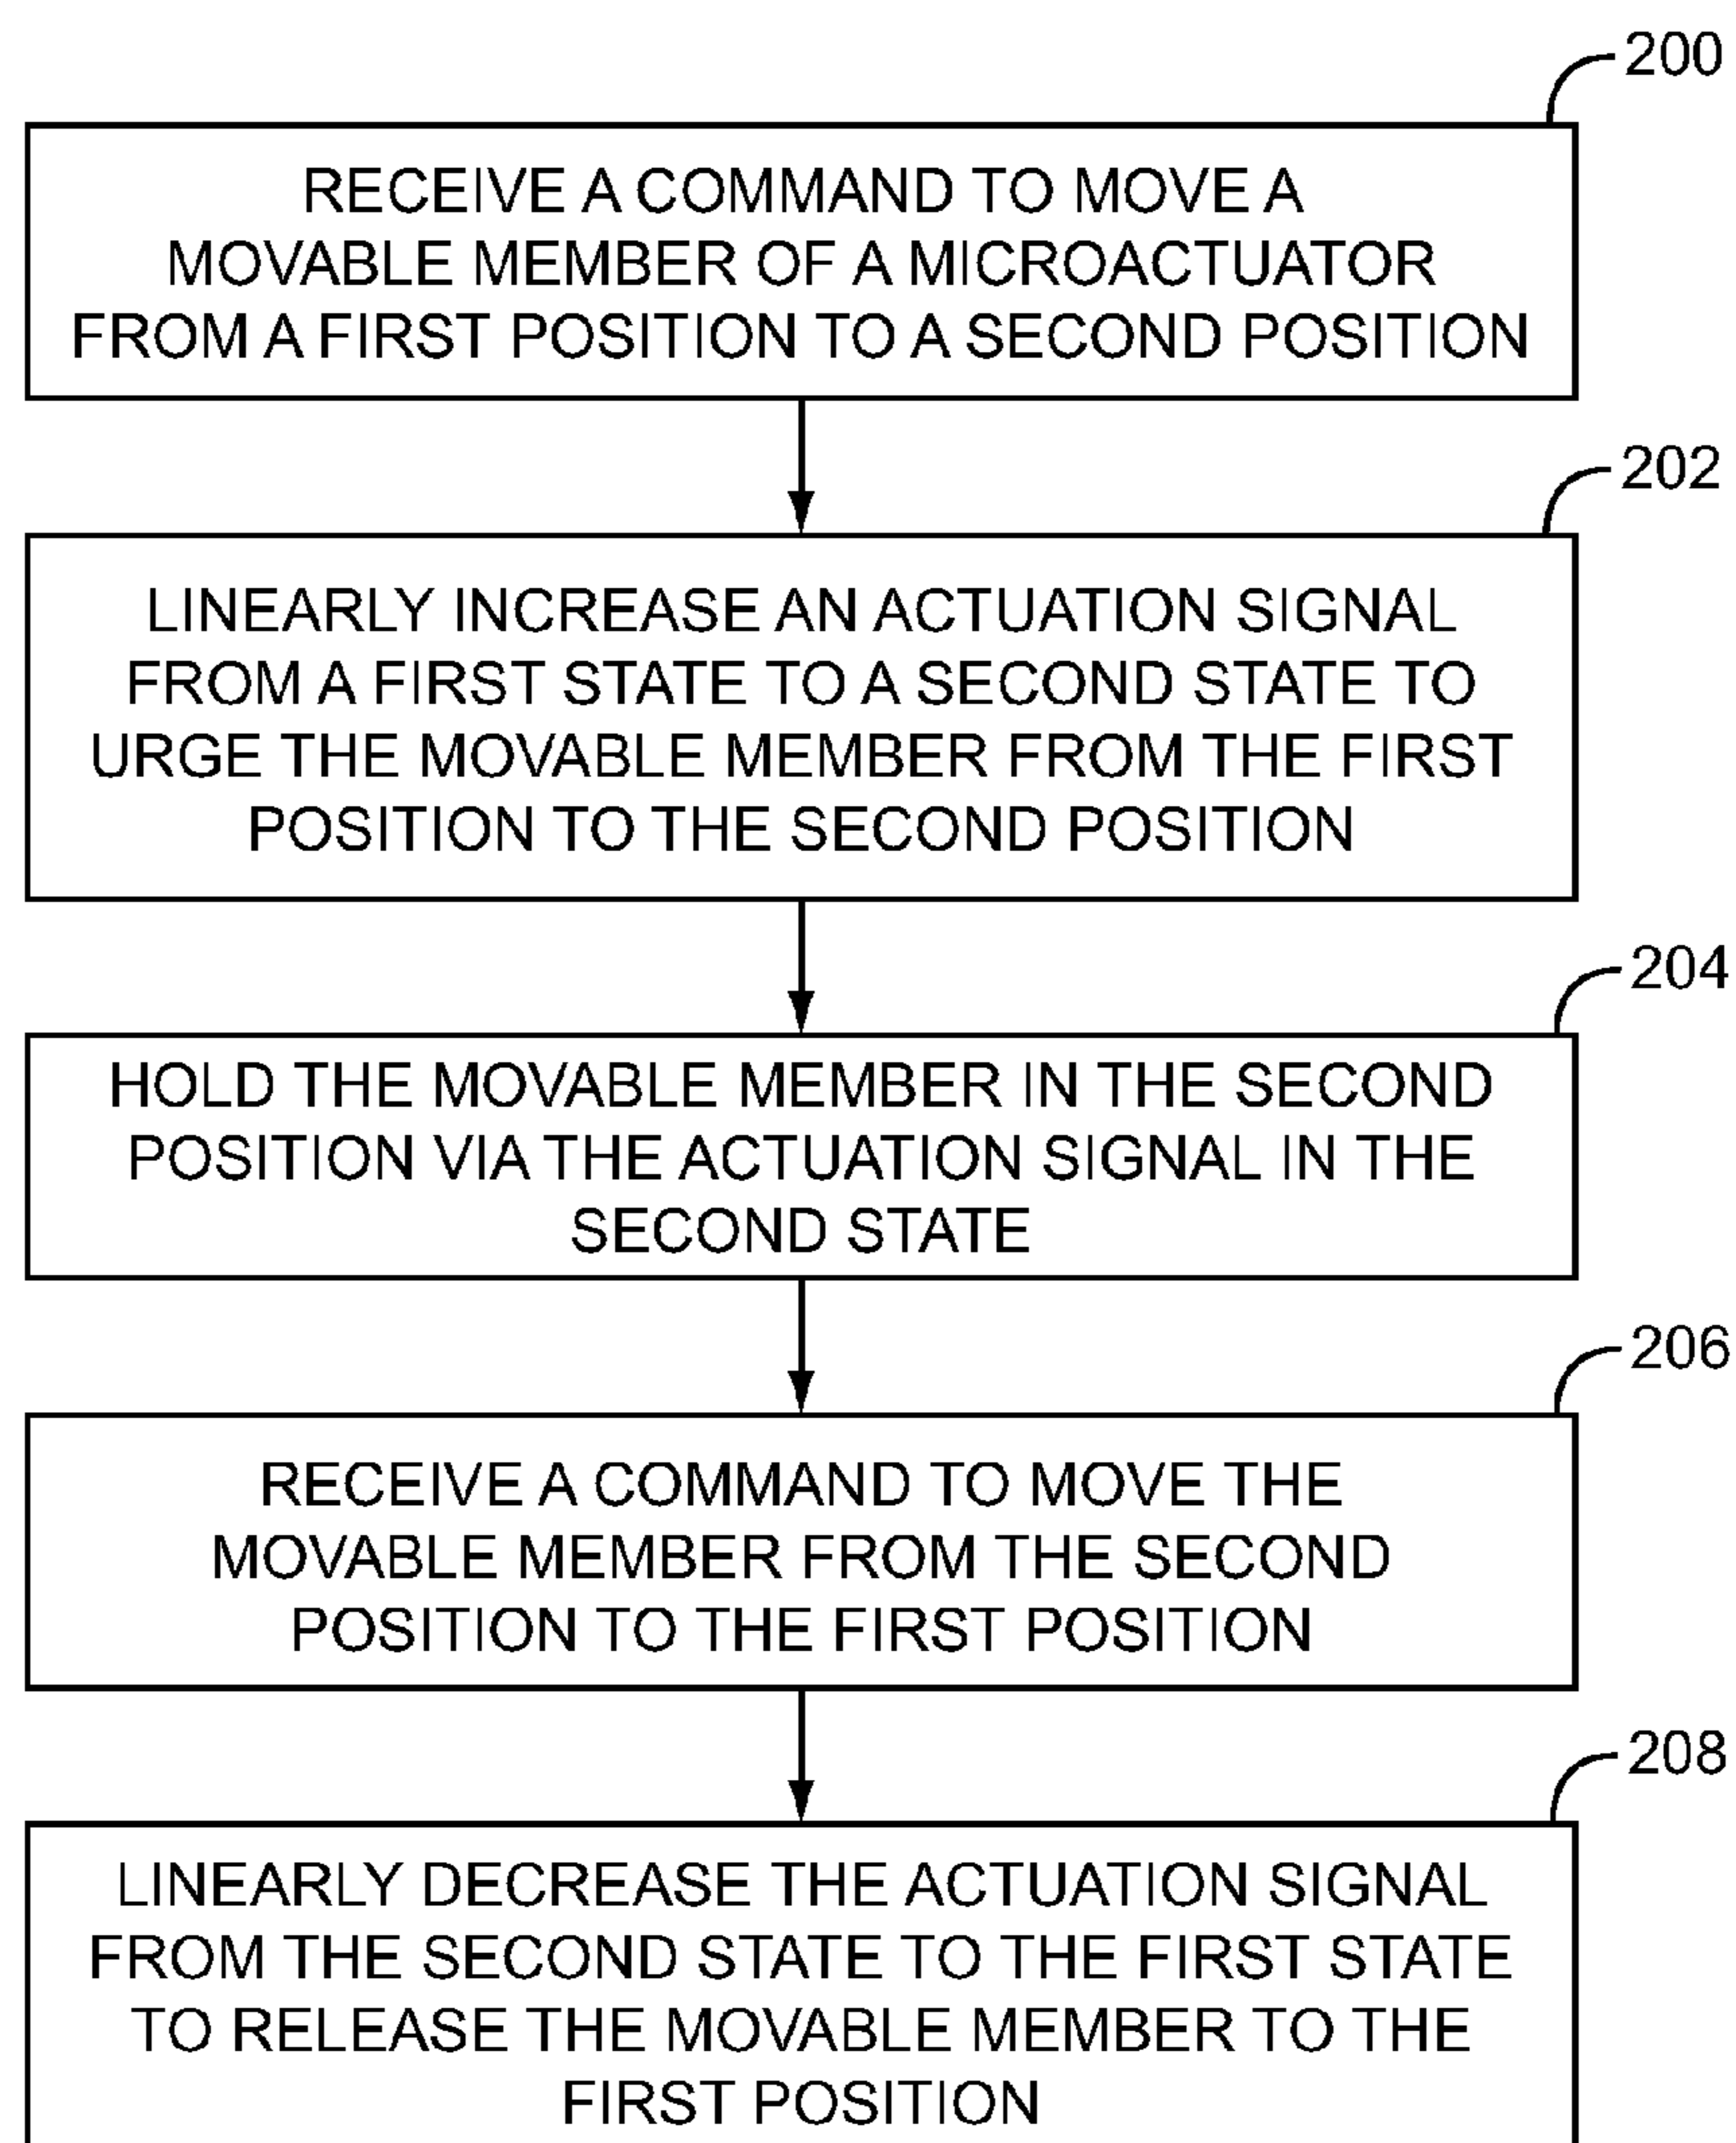 200
RECEIVE A COMMAND TO MOVE A
MOVABLE MEMBER OF A MICROACTUATOR
FROM A FIRST POSITION TO A SECOND POSITION
202
LINEARLY INCREASE AN ACTUATION SIGNAL
FROM A FIRST STATE TO A SECOND STATE TO
URGE THE MOVABLE MEMBER FROM THE FIRST
POSITION TO THE SECOND POSITION
204
HOLD THE MOVABLE MEMBER IN THE SECOND
POSITION VIA THE ACTUATION SIGNAL IN THE
SECOND STATE
206
RECEIVE A COMMAND TO MOVE THE
MOVABLE MEMBER FROM THE SECOND
POSITION TO THE FIRST POSITION
208
LINEARLY DECREASE THE ACTUATION SIGNAL
FROM THE SECOND STATE TO THE FIRST STATE
TO RELEASE THE MOVABLE MEMBER TO THE
FIRST POSITION